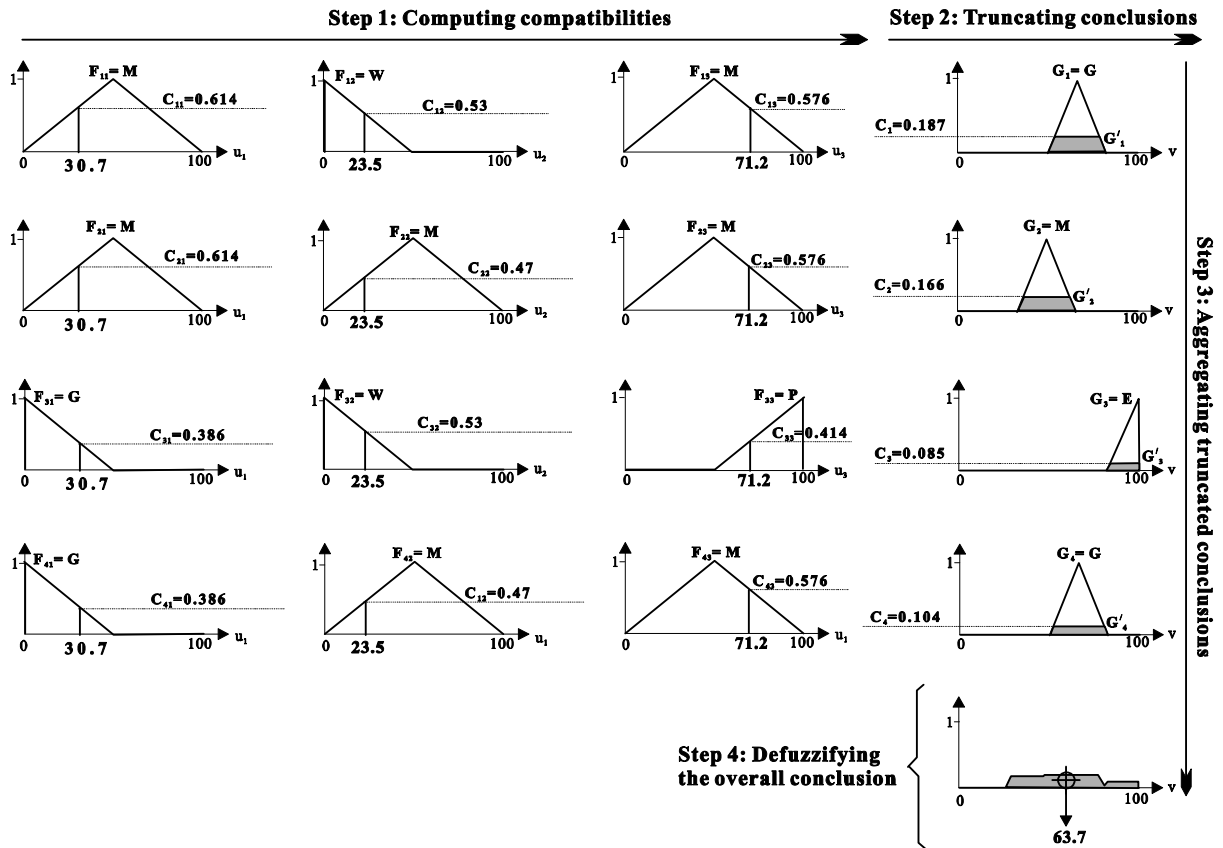 Step 1: Computing compatibilities
Step 2: Truncating conclusions
F₁₁= M
1
C₁₁=0.614
0
30.7
100
u₁
F₁₂= W
1
C₁₂=0.53
0
23.5
100
u₂
F₁₃= M
1
C₁₃=0.576
0
71.2
100
u₃
G₁= G
1
C₁=0.187
G′₁
0
100
v
F₂₁= M
1
C₂₁=0.614
0
30.7
100
u₁
F₂₂= M
1
C₂₂=0.47
0
23.5
100
u₂
F₂₃= M
1
C₂₃=0.576
0
71.2
100
u₃
G₂= M
1
C₂=0.166
G′₂
0
100
v
F₃₁= G
1
C₃₁=0.386
0
30.7
100
u₁
F₃₂= W
1
C₃₂=0.53
0
23.5
100
u₂
F₃₃= P
1
C₃₃=0.414
0
71.2
100
u₃
G₃= E
1
C₃=0.085
G′₃
0
100
v
F₄₁= G
1
C₄₁=0.386
0
30.7
100
u₁
F₄₂= M
1
C₁₂=0.47
0
23.5
100
u₁
F₄₃= M
1
C₄₃=0.576
0
71.2
100
u₁
G₄= G
1
C₄=0.104
G′₄
0
100
v
Step 3: Aggregating truncated conclusions
Step 4: Defuzzifying
the overall conclusion
1
0
100
v
63.7